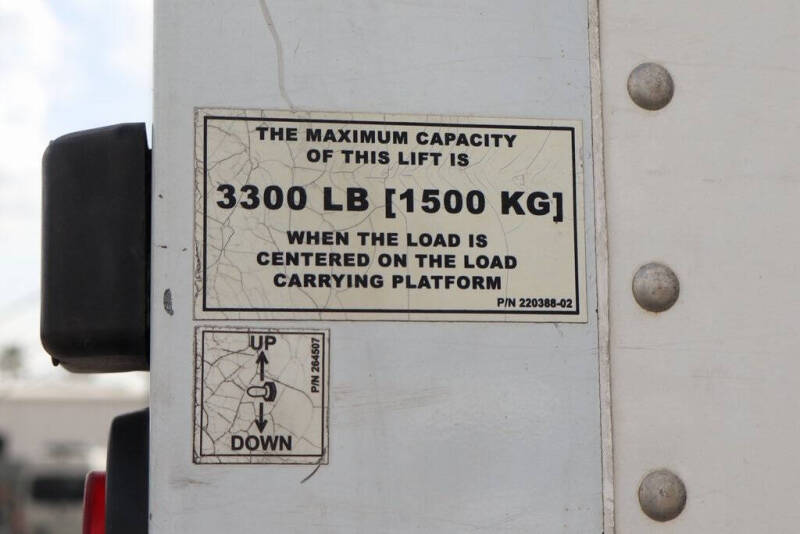 THE MAXIMUM CAPACITY
OF THIS LIFT IS
3300 LB [1500 KG]
WHEN THE LOAD IS
CENTERED ON THE LOAD
CARRYING PLATFORM
P/N 220388-02
UP
P/N 264507
DOWN